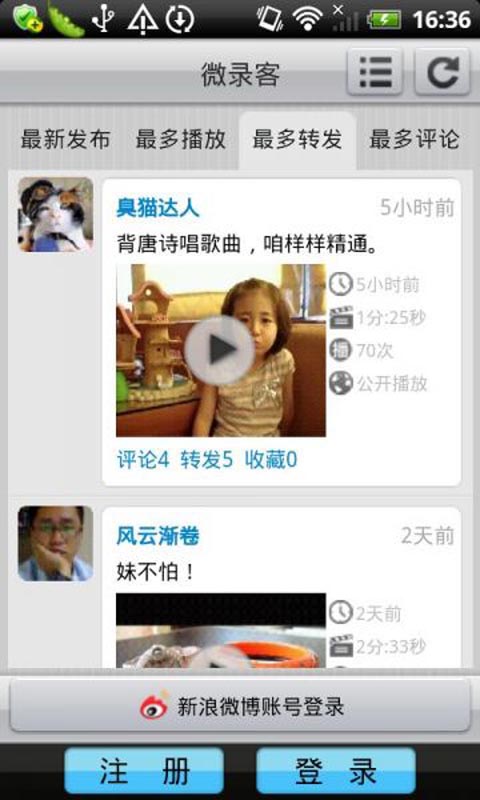 16:36
微录客
最新发布 最多播放 最多转发 最多评论
臭猫达人 5小时前
背唐诗唱歌曲，咱样样精通。
5小时前
1分:25秒
播 70次
公开播放
评论4 转发5 收藏0
风云渐卷 2天前
妹不怕！
2天前
2分:33秒
新浪微博账号登录
注 册 登 录